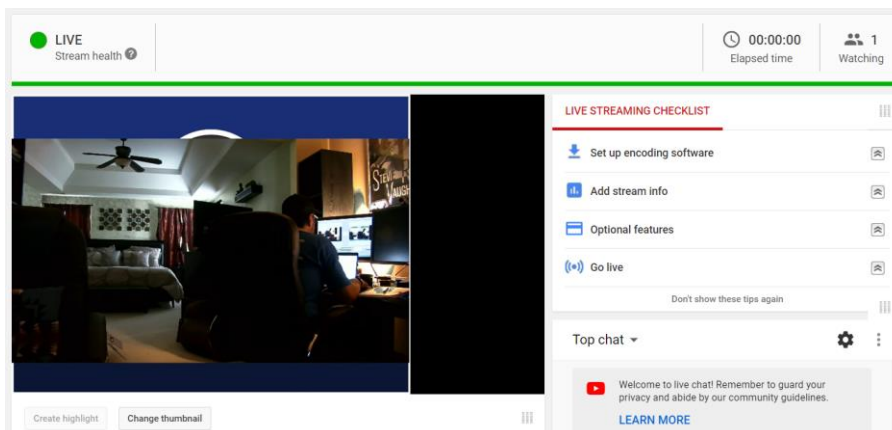 LIVE
Stream health
00:00:00
Elapsed time
1
Watching
LIVE STREAMING CHECKLIST
Set up encoding software
Add stream info
Optional features
Go live
Don't show these tips again
Top chat
Welcome to live chat! Remember to guard your
privacy and abide by our community guidelines.
LEARN MORE
Create highlight
Change thumbnail